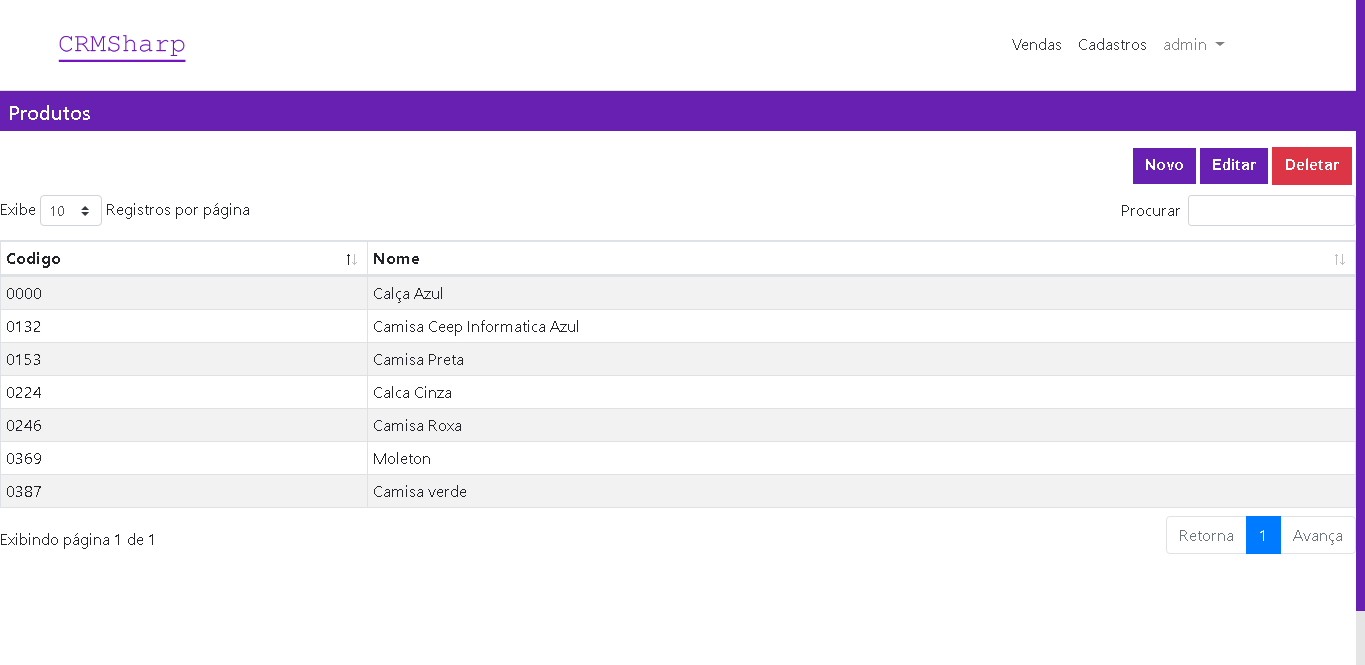 CRMSharp Vendas Cadastros admin
Produtos
Novo Editar Deletar
Exibe 10 Registros por página Procurar
Codigo Nome
0000 Calça Azul
0132 Camisa Ceep Informatica Azul
0153 Camisa Preta
0224 Calca Cinza
0246 Camisa Roxa
0369 Moleton
0387 Camisa verde
Exibindo página 1 de 1 Retorna 1 Avança